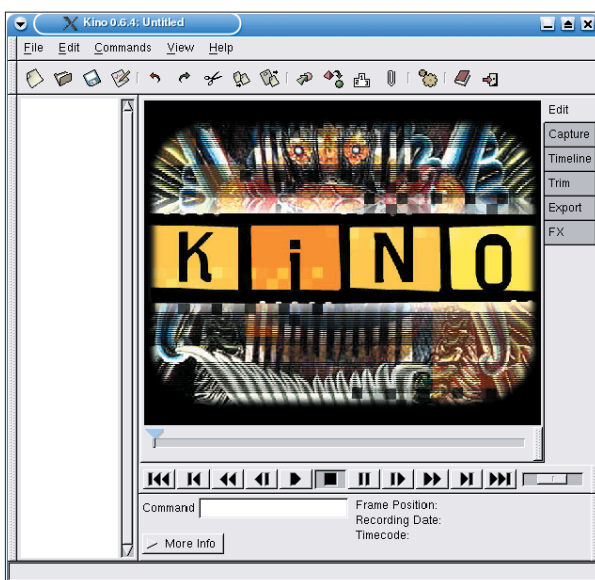 Kino 0.6.4: Untitled
File Edit Commands View Help
Edit
Capture
Timeline
Trim
Export
FX
KiNO
Command
Frame Position:
Recording Date:
Timecode:
More Info